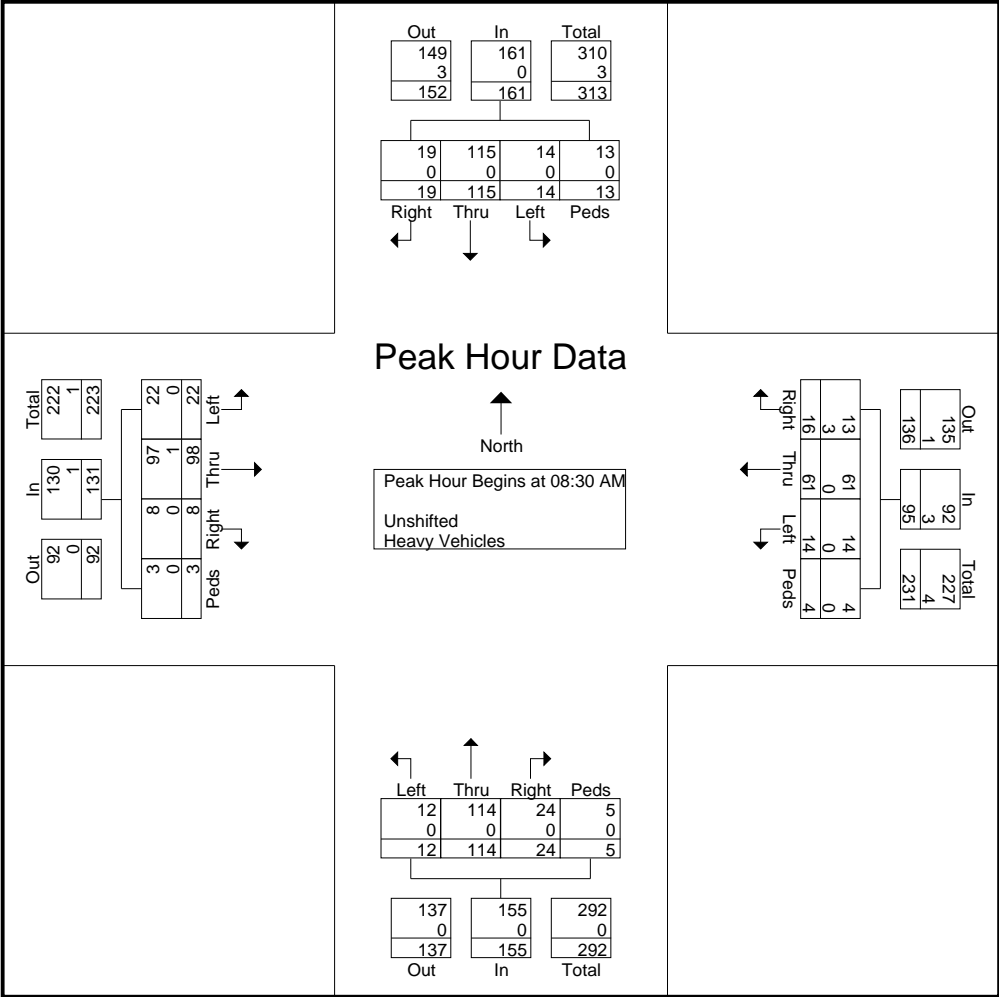 Out In Total
149 161 310
3 0 3
152 161 313
19 115 14 13
0 0 0 0
19 115 14 13
Right Thru Left Peds
Peak Hour Data
North
Peak Hour Begins at 08:30 AM
Unshifted
Heavy Vehicles
Total
222
1
223
In
130
1
131
Out
92
0
92
22
0
22
Left
97
1
98
Thru
8
0
8
Right
3
0
3
Peds
Right
13
3
16
Thru
61
0
61
Left
14
0
14
Peds
4
0
4
Out
135
1
136
In
92
3
95
Total
227
4
231
Left Thru Right Peds
12 114 24 5
0 0 0 0
12 114 24 5
137 155 292
0 0 0
137 155 292
Out In Total